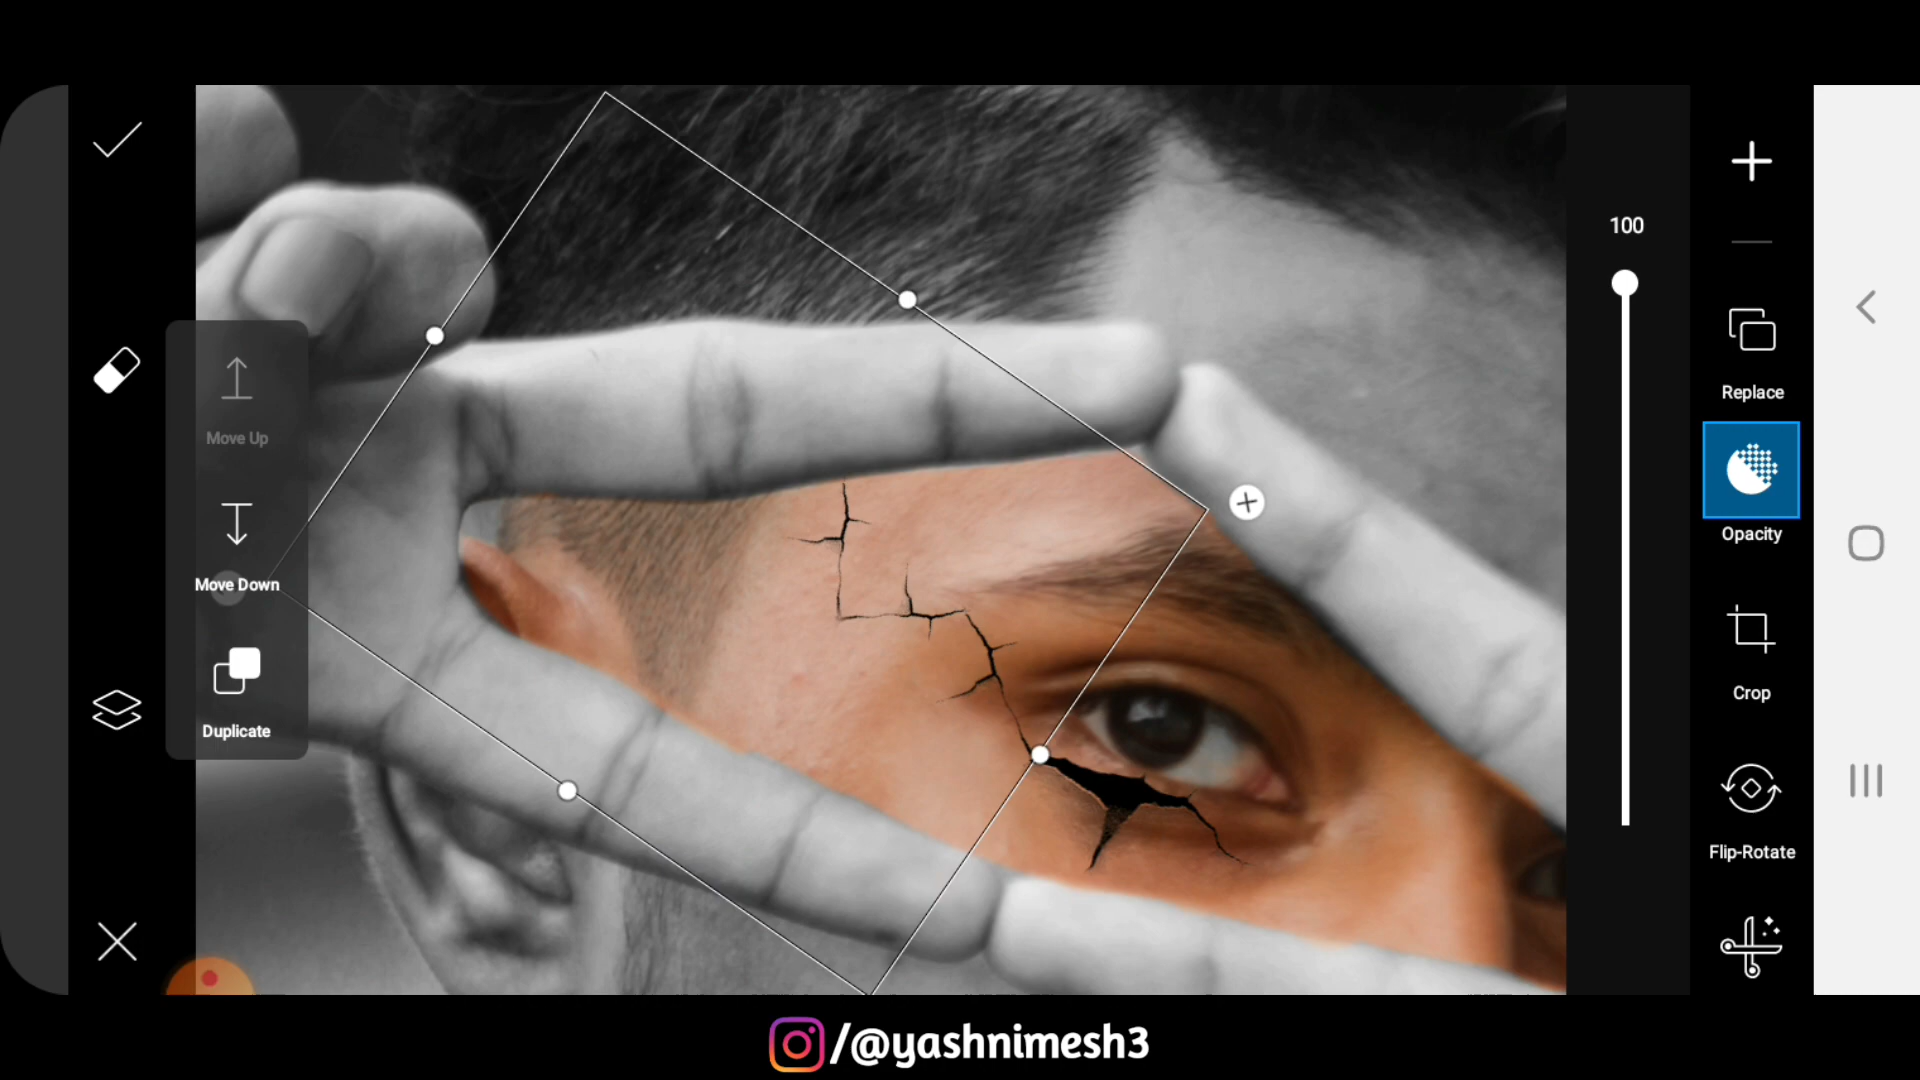 100
Replace
Move Up
Opacity
Move Down
Crop
Duplicate
Flip-Rotate
/@yashnimesh3